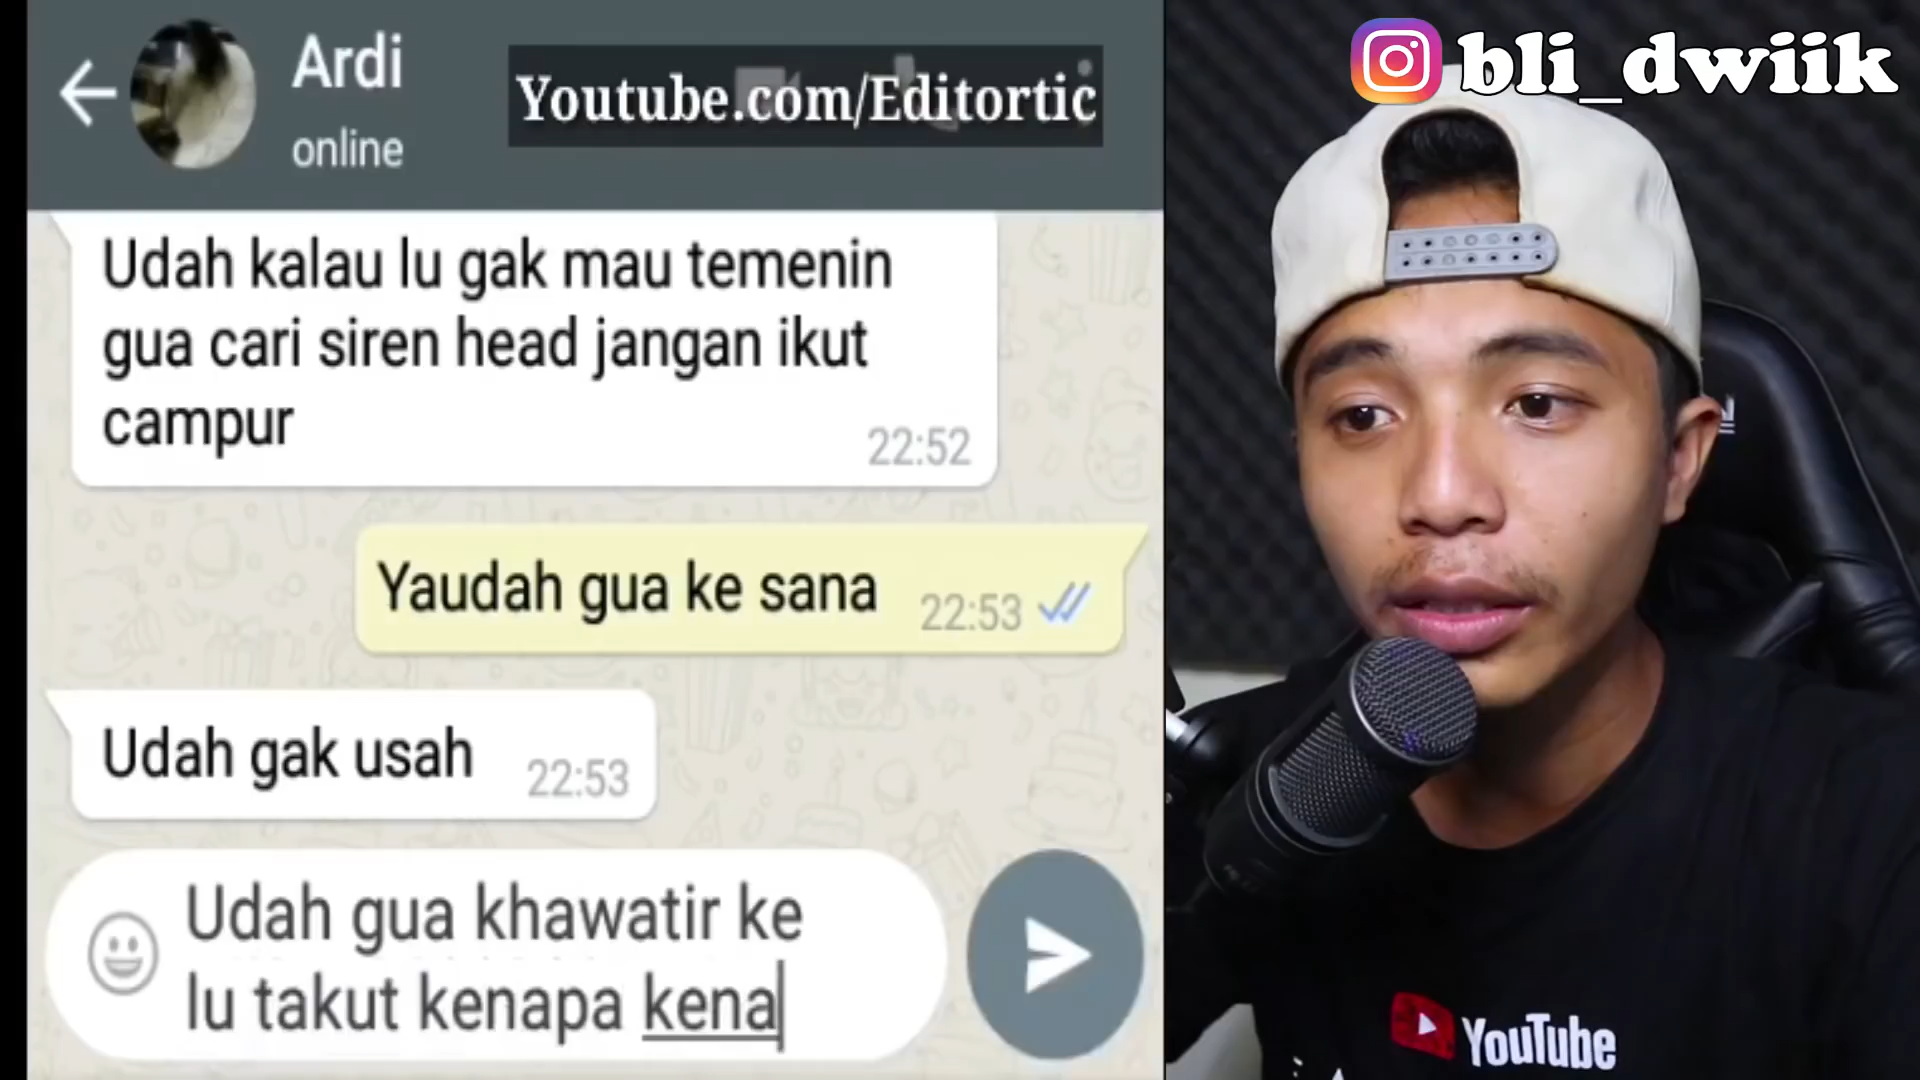 Ardi
online
Youtube.com/Editortic
Udah kalau lu gak mau temenin
gua cari siren head jangan ikut
campur
22:52
Yaudah gua ke sana
22:53
Udah gak usah
22:53
Udah gua khawatir ke
lu takut kenapa kena
bli_dwiik
YouTube